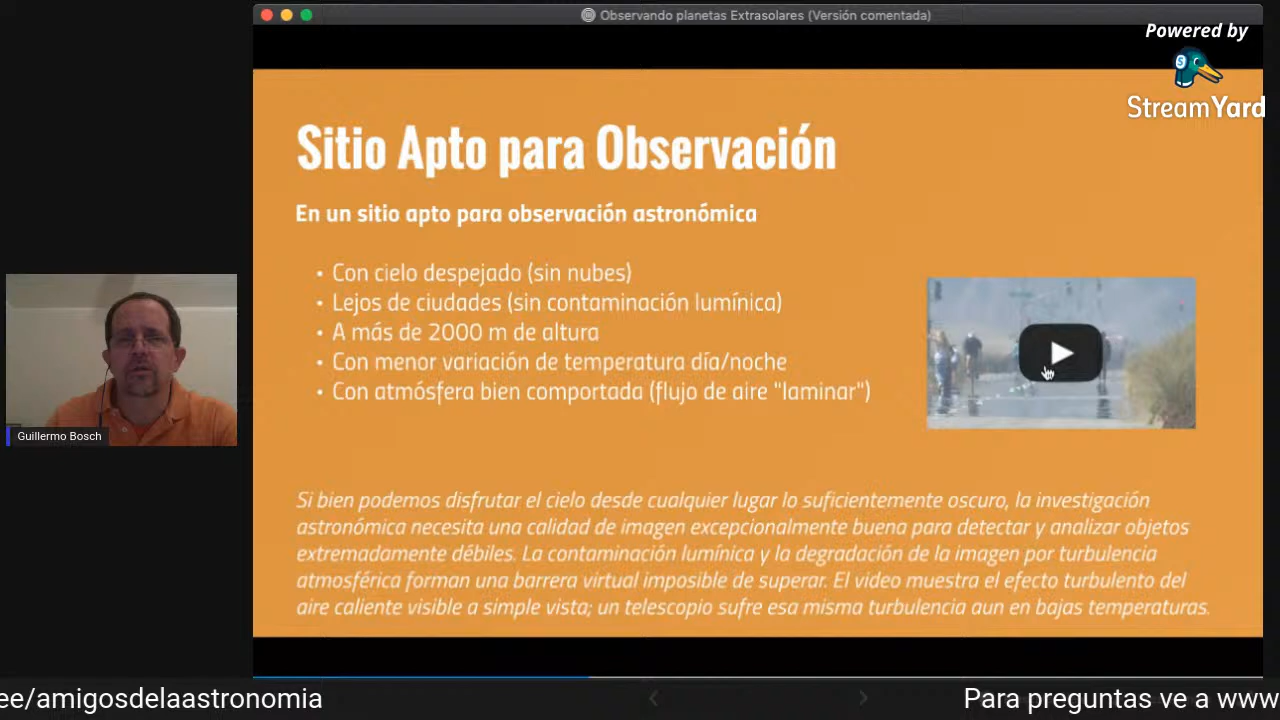 Observando planetas Extrasolares (Versión comentada)
Powered by
StreamYard
Sitio Apto para Observación
En un sitio apto para observación astronómica
• Con cielo despejado (sin nubes)
• Lejos de ciudades (sin contaminación lumínica)
• A más de 2000 m de altura
• Con menor variación de temperatura día/noche
• Con atmósfera bien comportada (flujo de aire "laminar")
Guillermo Bosch
Si bien podemos disfrutar el cielo desde cualquier lugar lo suficientemente oscuro, la investigación
astronómica necesita una calidad de imagen excepcionalmente buena para detectar y analizar objetos
extremadamente débiles. La contaminación lumínica y la degradación de la imagen por turbulencia
atmosférica forman una barrera virtual imposible de superar. El video muestra el efecto turbulento del
aire caliente visible a simple vista; un telescopio sufre esa misma turbulencia aun en bajas temperaturas.
ee/amigosdelaastronomia
Para preguntas ve a www